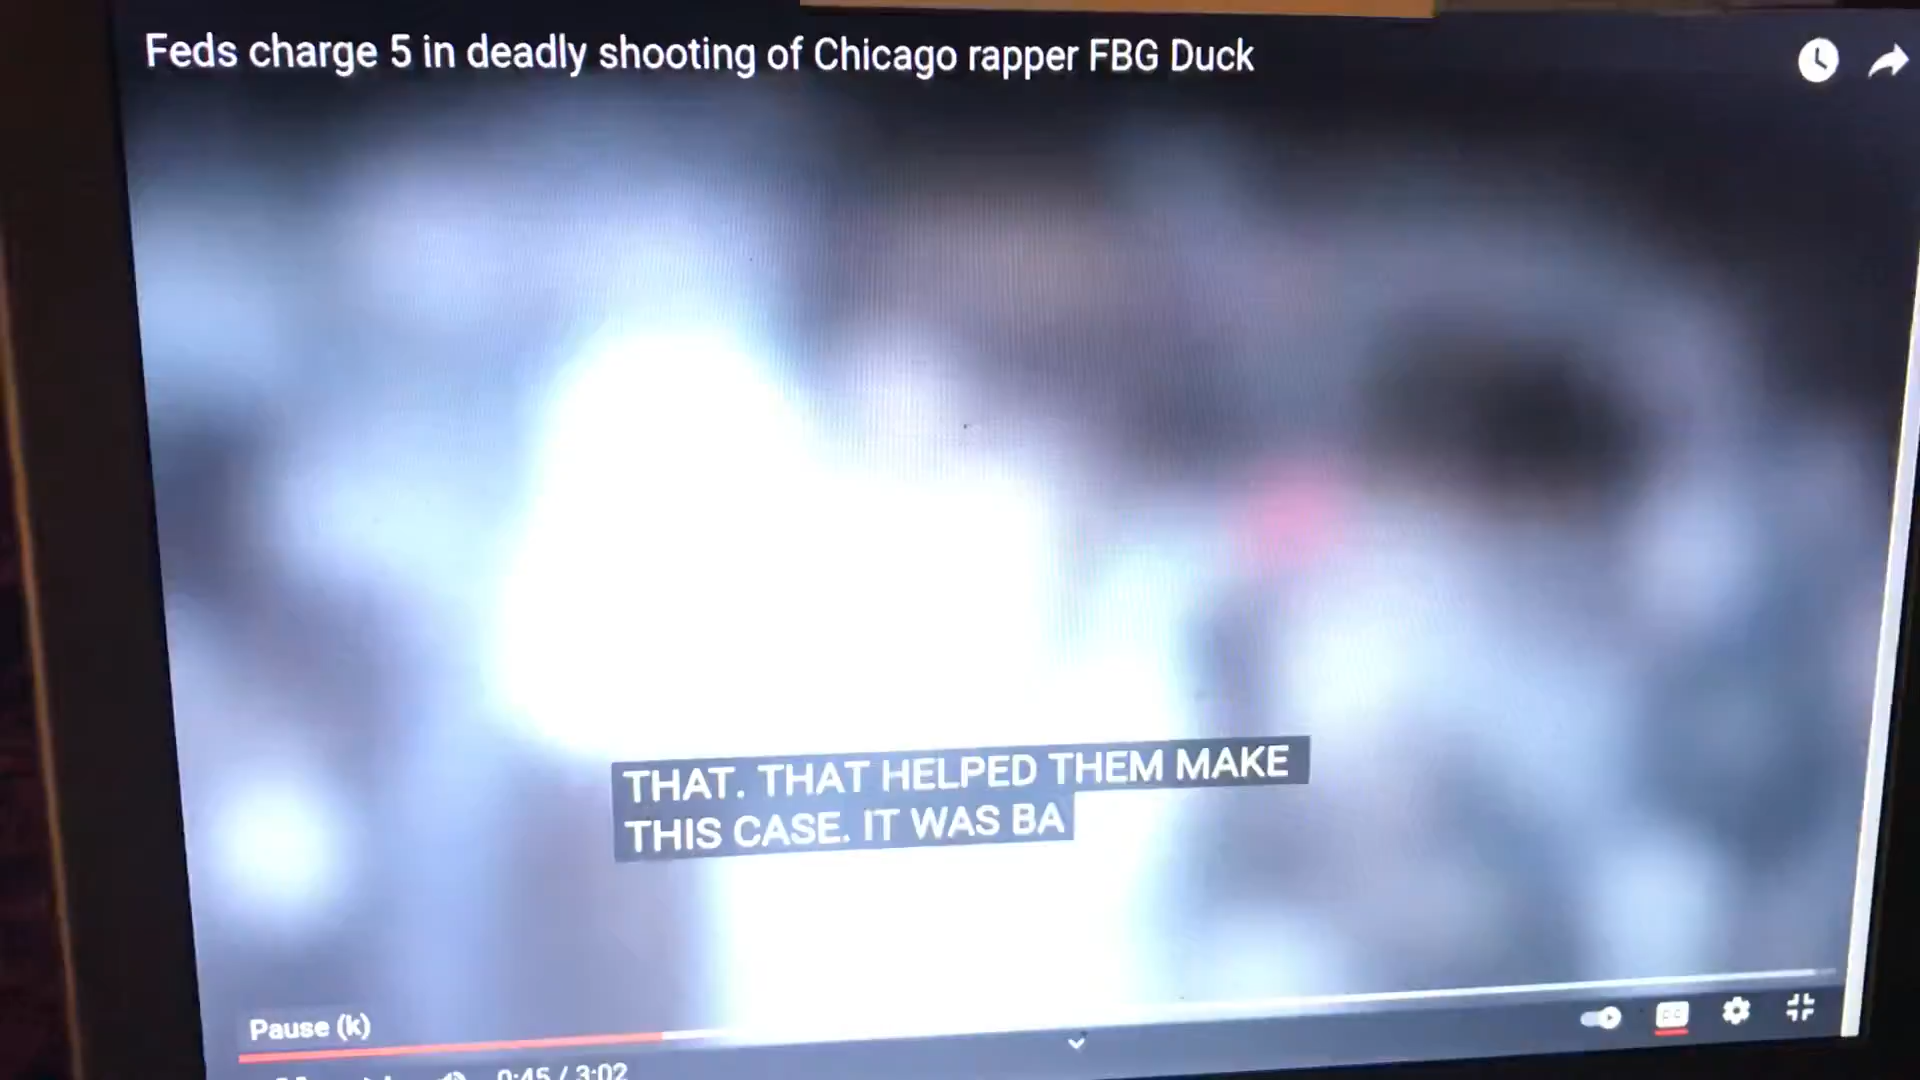 Feds charge 5 in deadly shooting of Chicago rapper FBG Duck
THAT. THAT HELPED THEM MAKE
THIS CASE. IT WAS BA
Pause (k)
CC
0:45 / 3:02